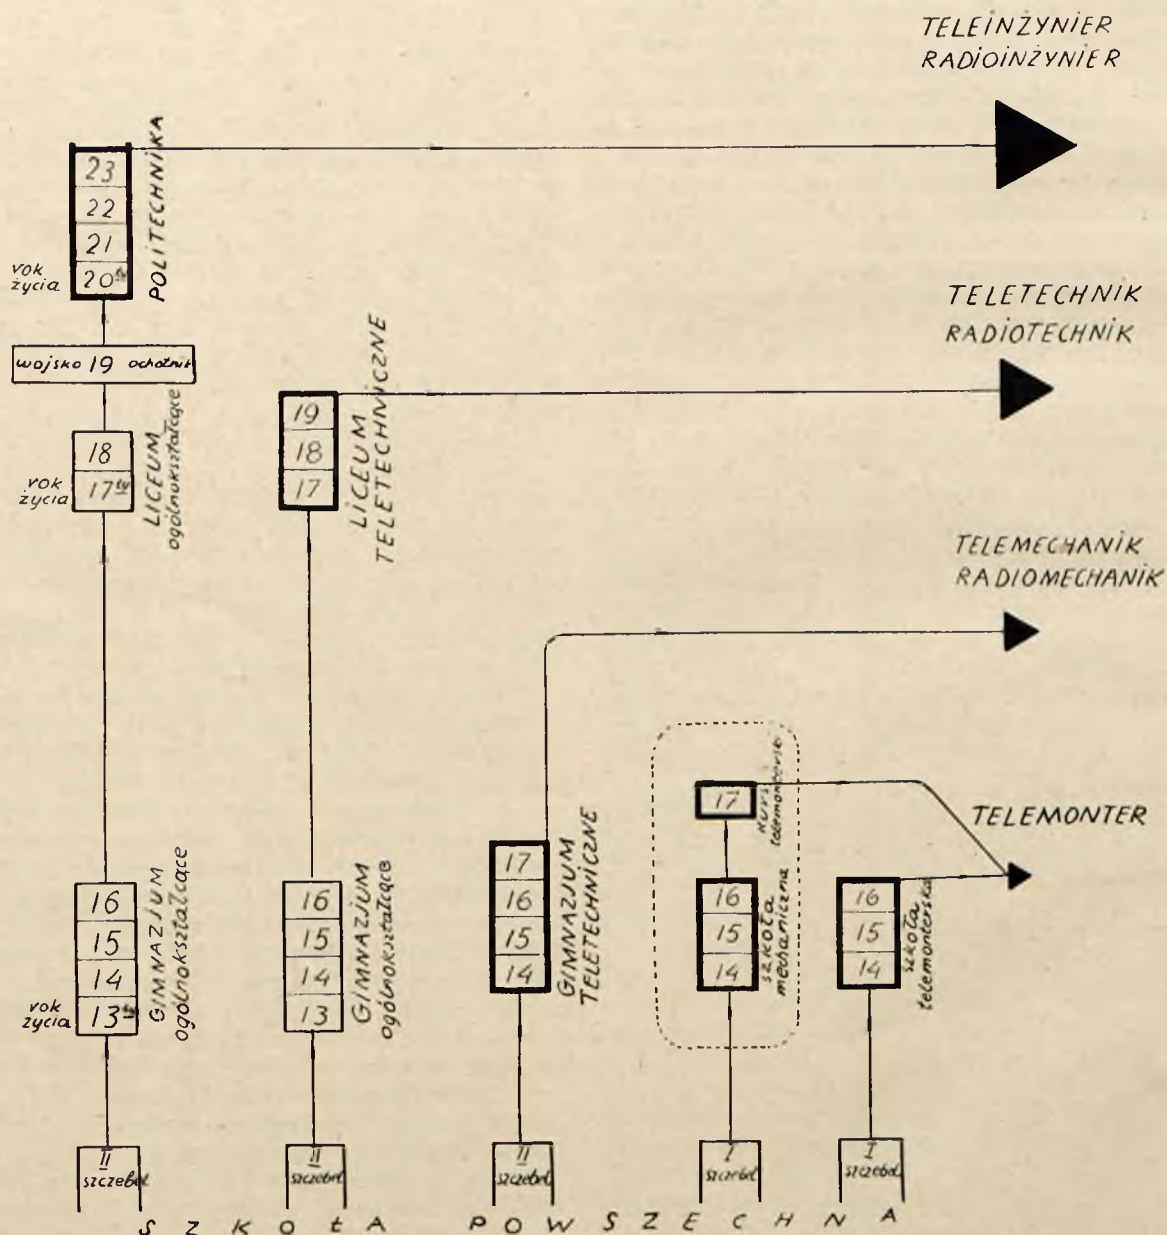 TELEINŻYNIER
RADIOINŻYNIER
23
22
21
20ty
rok
życia
POLITECHNIKA
wojsko 19 ochotnik
18
17ty
rok
życia
LICEUM
ogólnokształcące
16
15
14
13ty
rok
życia
GIMNAZJUM
ogólnokształcące
II
szczebel
TELETECHNIK
RADIOTECHNIK
19
18
17
LICEUM
TELETECHNICZNE
16
15
14
13
GIMNAZJUM
ogólnokształcące
II
szczebel
TELEMECHANIK
RADIOMECHANIK
17
16
15
14
GIMNAZJUM
TELETECHNICZNE
II
szczebel
TELEMONTER
17
Kurs
telemonterski
16
15
14
szkoła
mechaniczna
I
szczebel
16
15
14
szkoła
telemonterska
I
szczebel
SZKOŁA POWSZECHNA